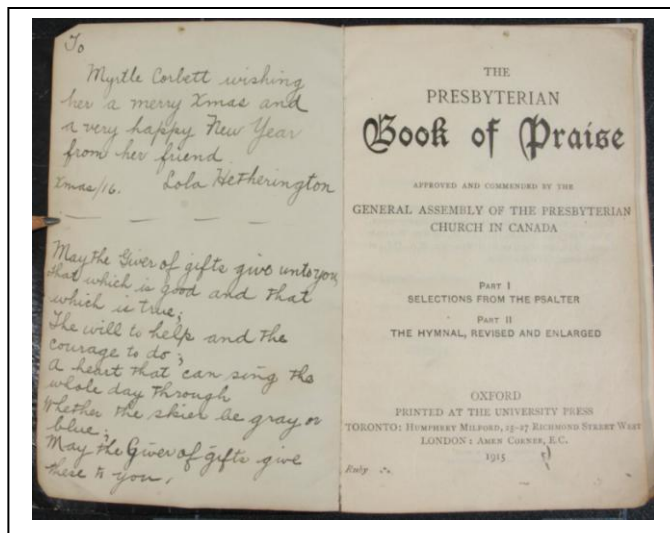 To
Myrtle Corbett wishing
her a merry Xmas and
a very happy New Year
from her friend
Xmas/16. Lola Hetherington
May the Giver of gifts give unto you
that which is good and that
which is true;
The will to help and the
courage to do;
A heart that can sing the
whole day through
Whether the skies be gray or
blue;
May the Giver of gifts give
these to you.
THE
PRESBYTERIAN
Book of Praise
APPROVED AND COMMENDED BY THE
GENERAL ASSEMBLY OF THE PRESBYTERIAN
CHURCH IN CANADA
PART I
SELECTIONS FROM THE PSALTER
PART II
THE HYMNAL, REVISED AND ENLARGED
OXFORD
PRINTED AT THE UNIVERSITY PRESS
TORONTO: HUMPHREY MILFORD, 25-27 RICHMOND STREET WEST
LONDON: AMEN CORNER, E.C.
1915
Ruby